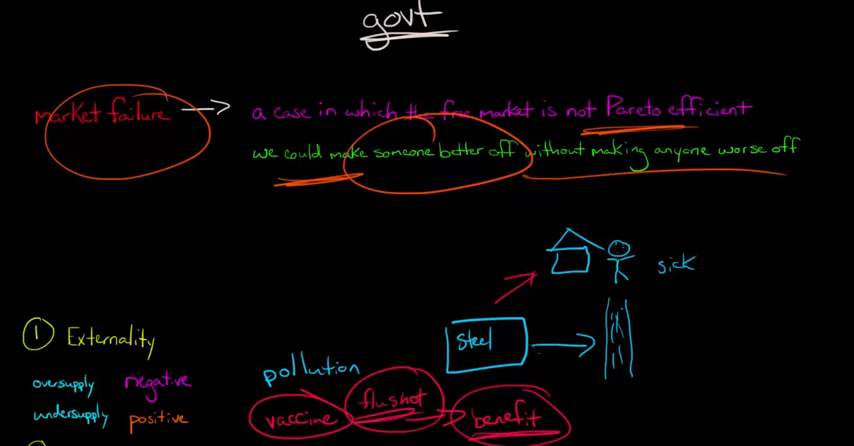 govt
market failure → a case in which the free market is not Pareto efficient
we could make someone better off without making anyone worse off
sick
① Externality
steel
pollution
oversupply negative
flushot
undersupply positive
vaccine
benefit